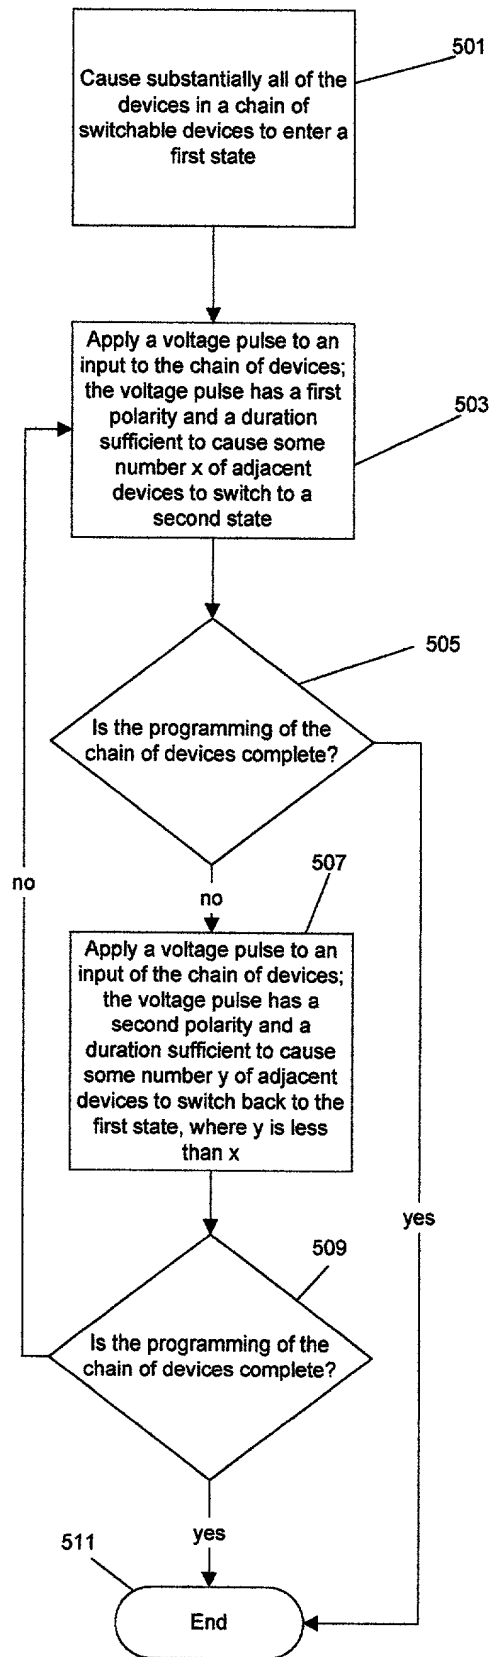 501
Cause substantially all of the
devices in a chain of
switchable devices to enter a
first state
Apply a voltage pulse to an
input to the chain of devices;
the voltage pulse has a first
polarity and a duration
sufficient to cause some
number x of adjacent
devices to switch to a
second state
503
505
Is the programming of the
chain of devices complete?
no
no
507
Apply a voltage pulse to an
input of the chain of devices;
the voltage pulse has a
second polarity and a
duration sufficient to cause
some number y of adjacent
devices to switch back to the
first state, where y is less
than x
yes
509
Is the programming of the
chain of devices complete?
yes
511
End